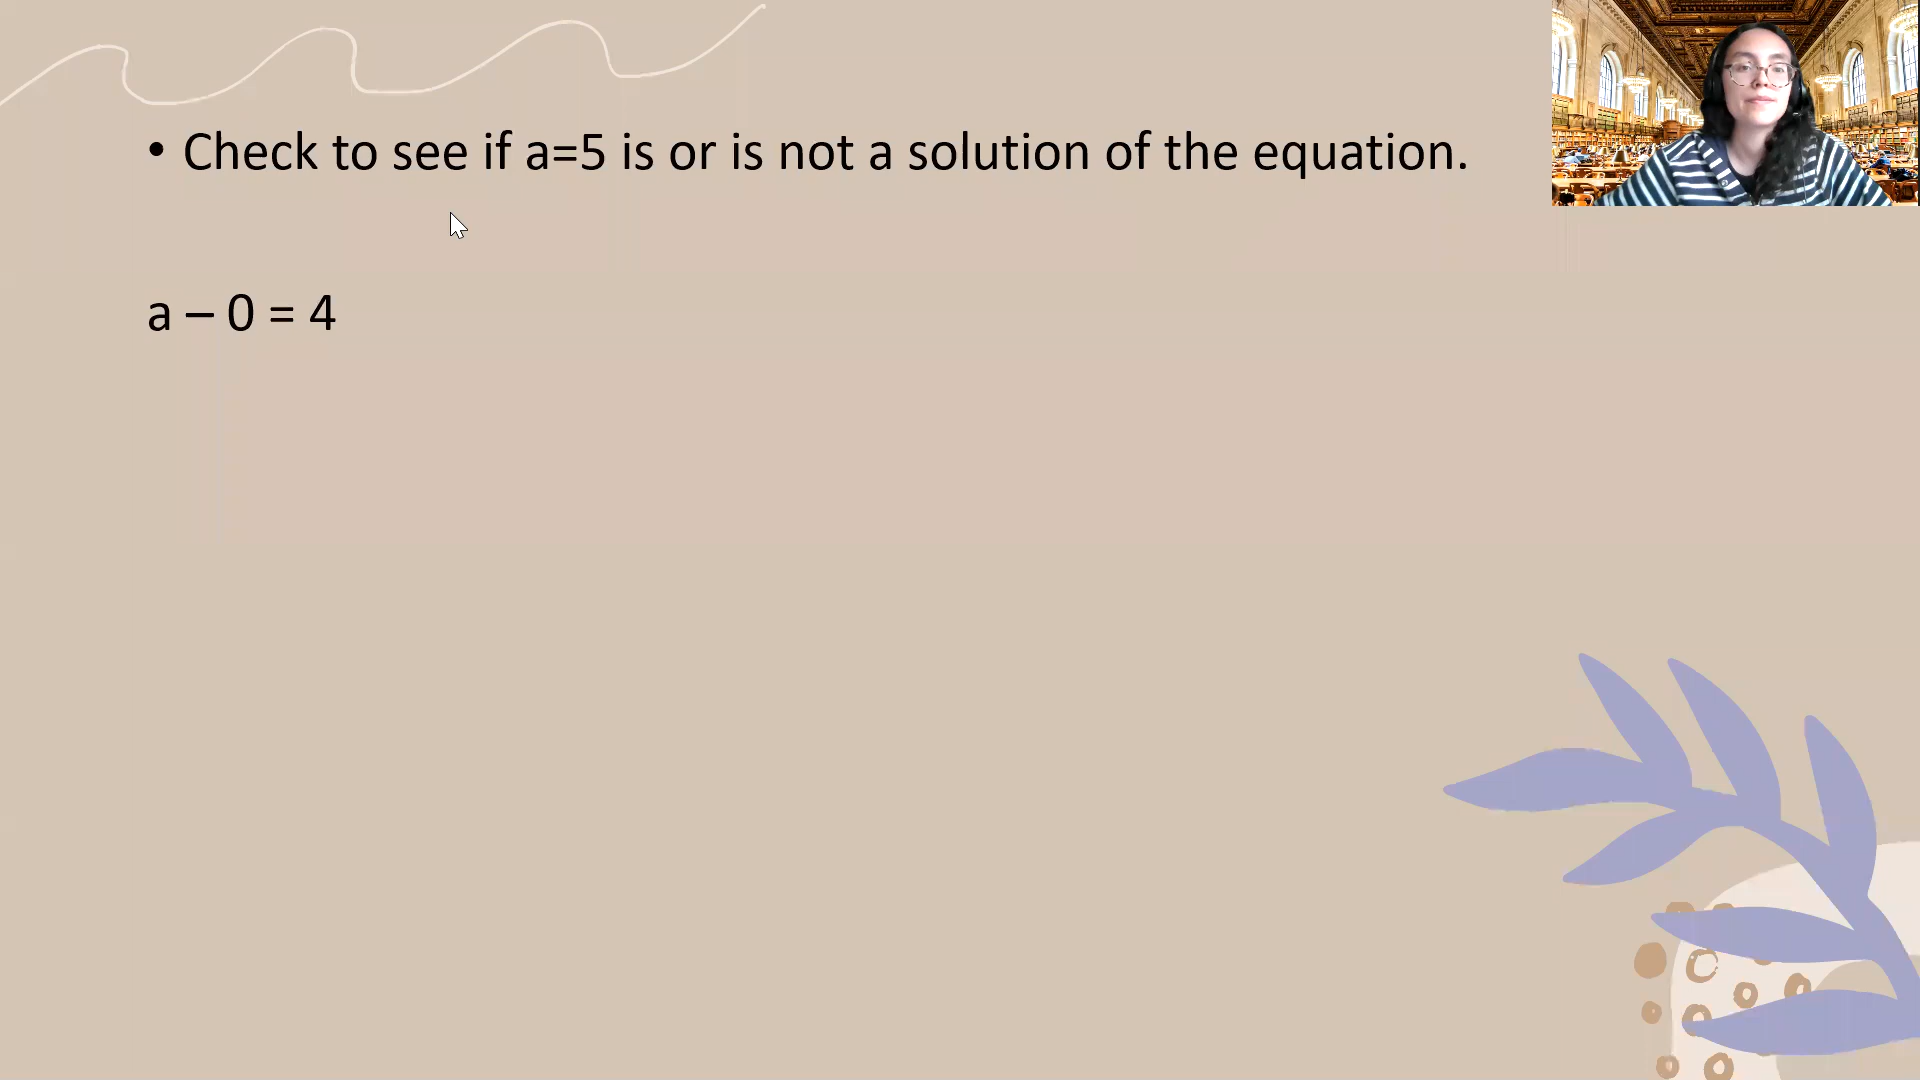 • Check to see if a=5 is or is not a solution of the equation.
a – 0 = 4